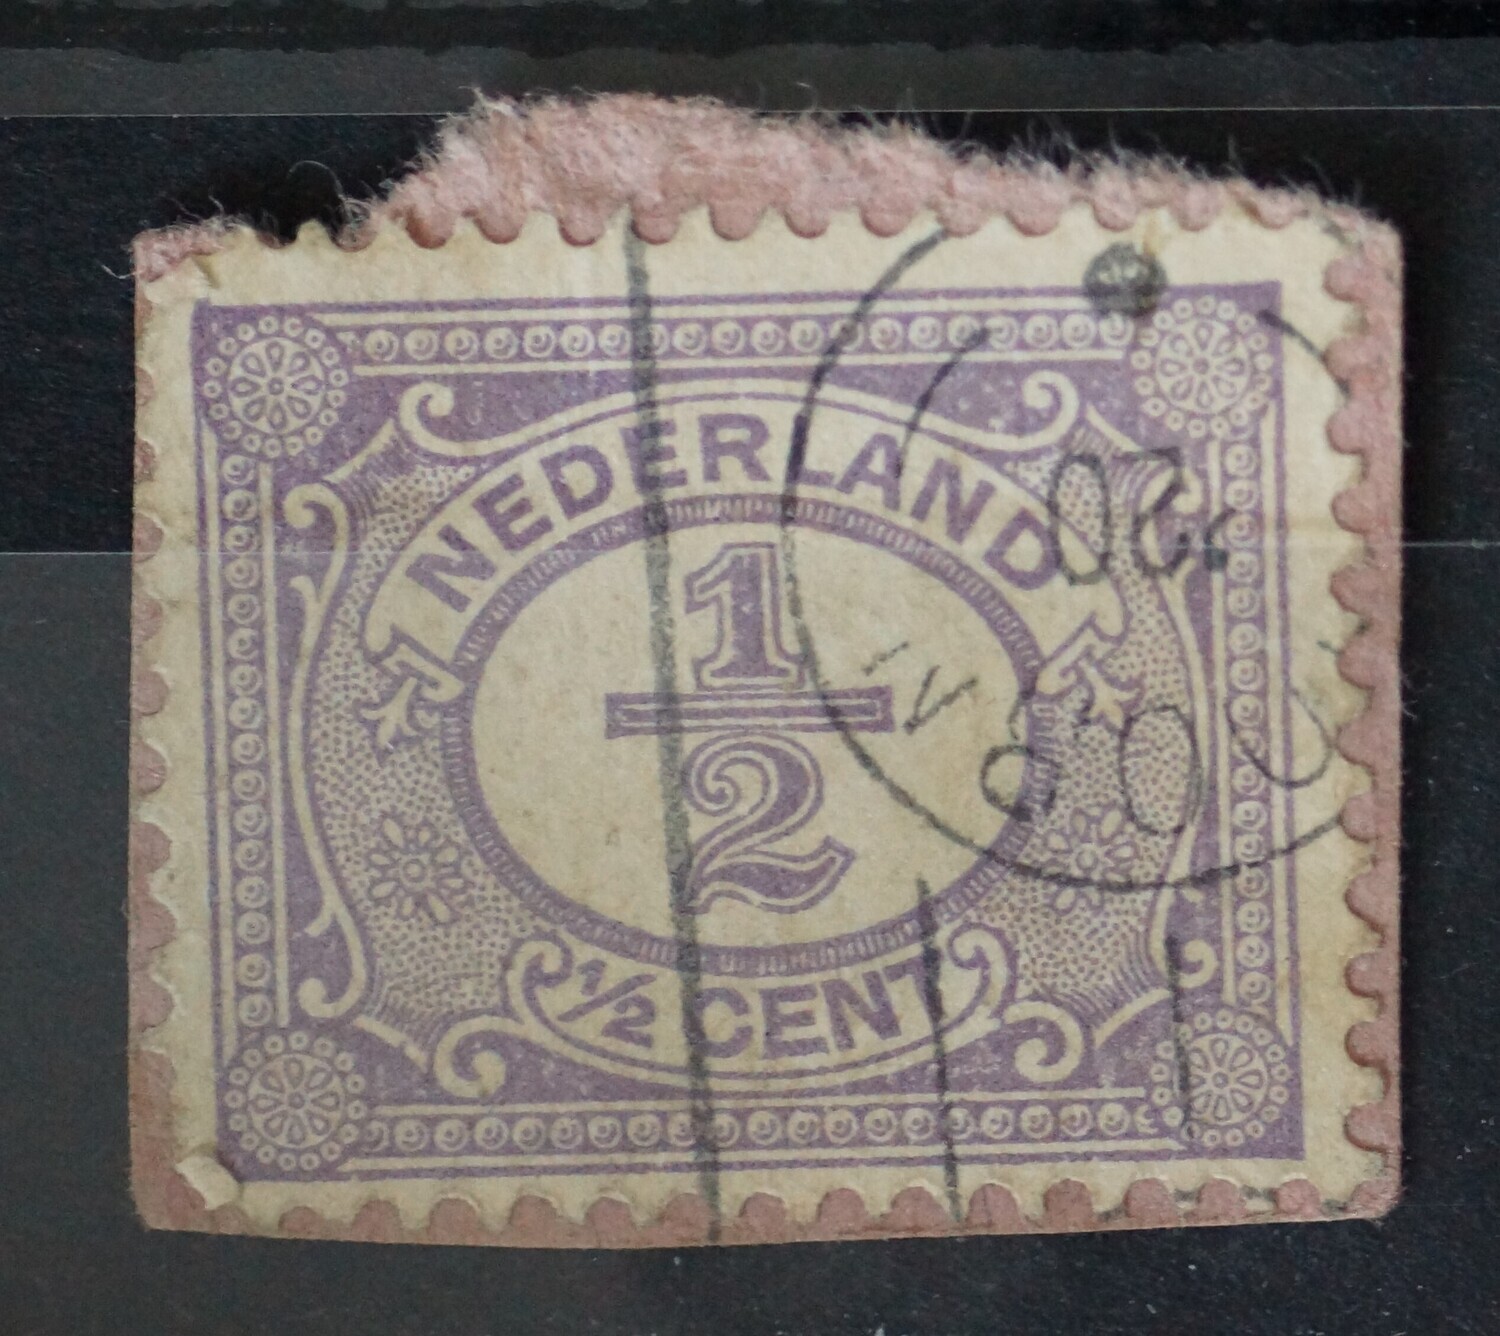 NEDERLAND
1
2
½ CENT